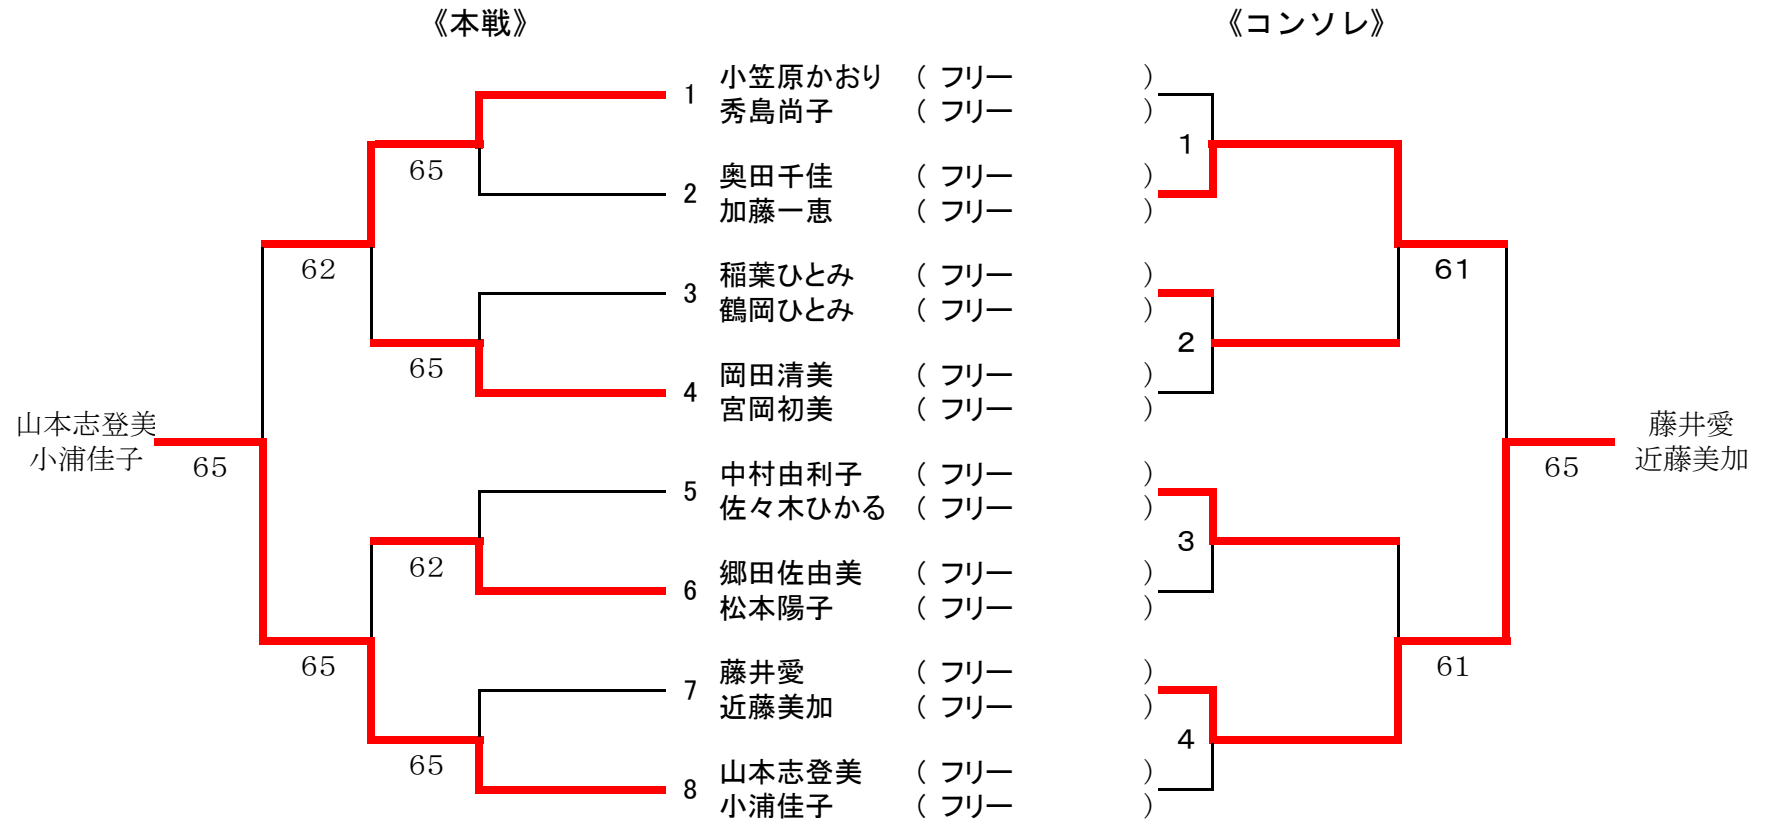 《本戦》 《コンソレ》
1 小笠原かおり ( フリー )
秀島尚子 ( フリー )
65 1
2 奥田千佳 ( フリー )
加藤一恵 ( フリー )
62 61
3 稲葉ひとみ ( フリー )
鶴岡ひとみ ( フリー )
65 2
4 岡田清美 ( フリー )
宮岡初美 ( フリー )
山本志登美
小浦佳子
65
藤井愛
近藤美加
65
5 中村由利子 ( フリー )
佐々木ひかる ( フリー )
62 3
6 郷田佐由美 ( フリー )
松本陽子 ( フリー )
65 61
7 藤井愛 ( フリー )
近藤美加 ( フリー )
65 4
8 山本志登美 ( フリー )
小浦佳子 ( フリー )